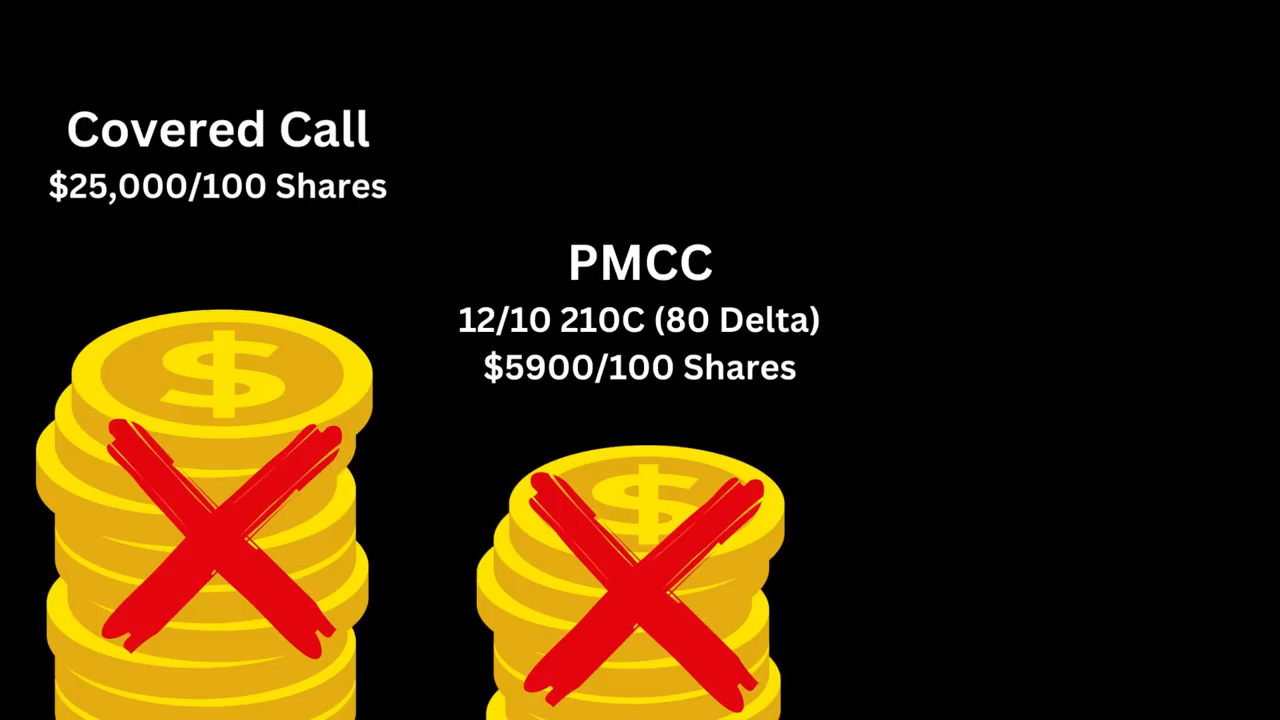 Covered Call
$25,000/100 Shares
PMCC
12/10 210C (80 Delta)
$5900/100 Shares
$
$